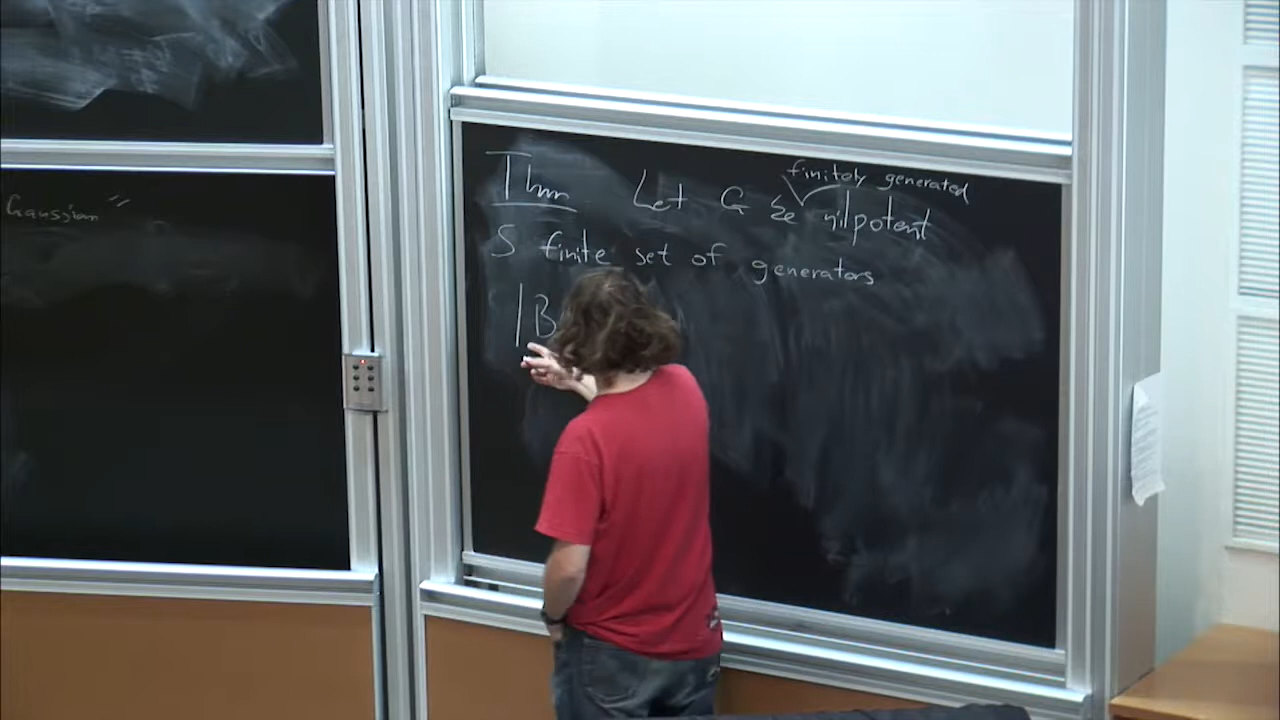 Gaussian"
finitely generated
Thm Let G be nilpotent
S finite set of generators
|B